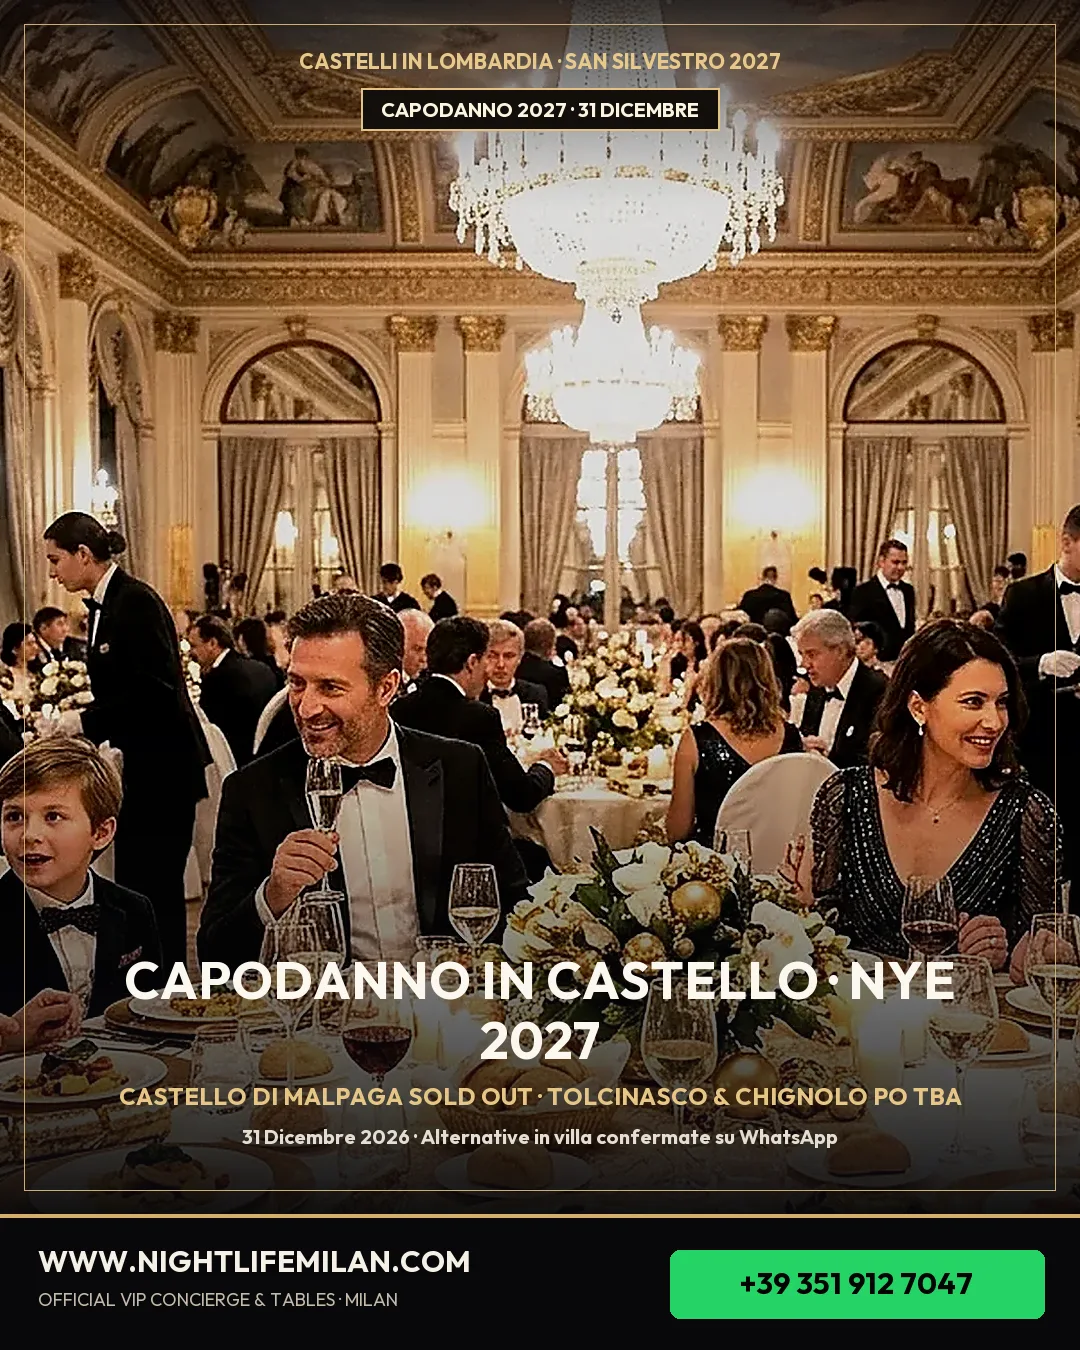 CASTELLI IN LOMBARDIA · SAN SILVESTRO 2027
CAPODANNO 2027 · 31 DICEMBRE
CAPODANNO IN CASTELLO · NYE
2027
CASTELLO DI MALPAGA SOLD OUT · TOLCINASCO & CHIGNOLO PO TBA
31 Dicembre 2026 · Alternative in villa confermate su WhatsApp
WWW.NIGHTLIFEMILAN.COM
OFFICIAL VIP CONCIERGE & TABLES · MILAN
+39 351 912 7047